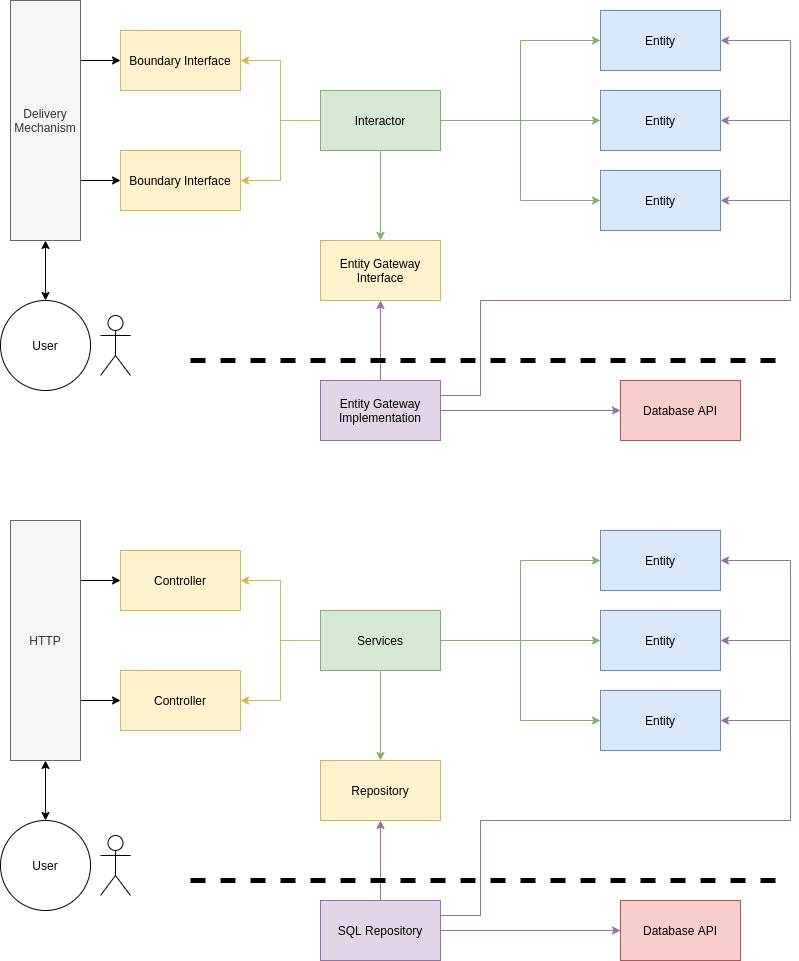 Entity
Boundary Interface
Delivery
Mechanism
Interactor
Entity
Boundary Interface
Entity
Entity Gateway
Interface
User
Entity Gateway
Implementation
Database API
Entity
Controller
HTTP
Services
Entity
Controller
Entity
Repository
User
SQL Repository
Database API